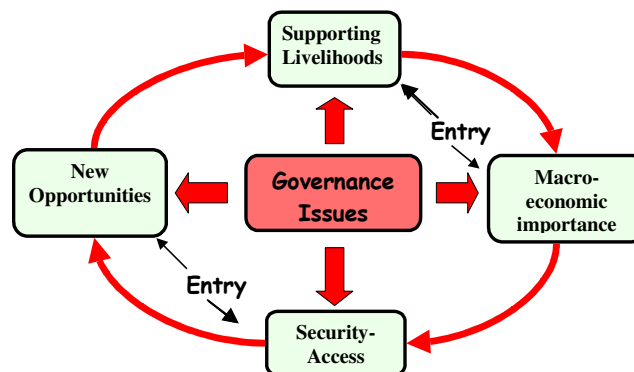 Supporting
Livelihoods
Entry
New
Opportunities
Governance
Issues
Macro-
economic
importance
Entry
Security-
Access